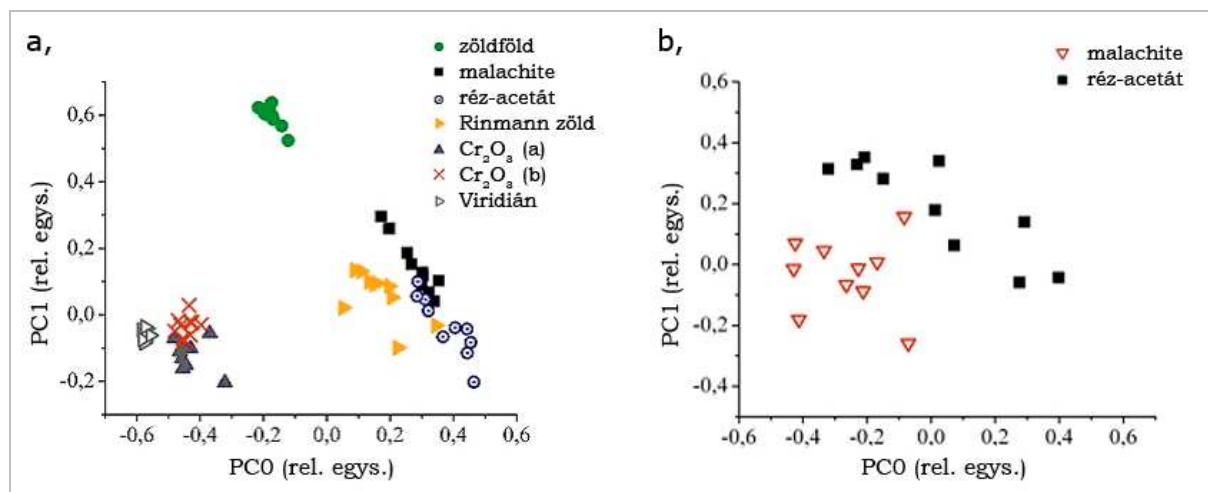 a,
zöldföld
malachite
réz-acetát
Rinmann zöld
Cr₂O₃ (a)
Cr₂O₃ (b)
Viridián
0,6
0,4
0,2
0,0
-0,2
PC1 (rel. egys.)
-0,6 -0,4 -0,2 0,0 0,2 0,4 0,6
PC0 (rel. egys.)
b,
malachite
réz-acetát
0,6
0,4
0,2
0,0
-0,2
-0,4
PC1 (rel. egys.)
-0,6 -0,4 -0,2 0,0 0,2 0,4 0,6
PC0 (rel. egys.)